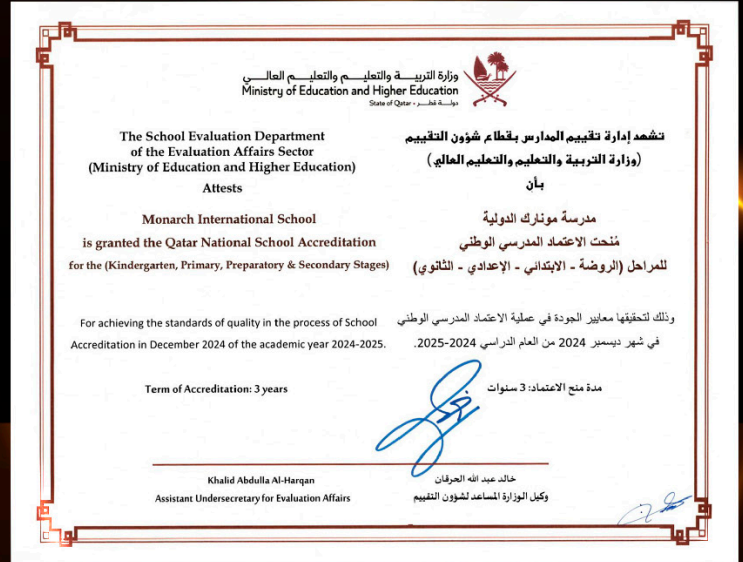 وزارة التربيـــة والتعليـــم والتعليـــم العالـــي
Ministry of Education and Higher Education
دولـة قطـر • State of Qatar
The School Evaluation Department
of the Evaluation Affairs Sector
(Ministry of Education and Higher Education)
Attests
Monarch International School
is granted the Qatar National School Accreditation
for the (Kindergarten, Primary, Preparatory & Secondary Stages)
For achieving the standards of quality in the process of School
Accreditation in December 2024 of the academic year 2024-2025.
Term of Accreditation: 3 years
تشهد إدارة تقييم المدارس بقطاع شؤون التقييم
(وزارة التربية والتعليم والتعليم العالي)
بأن
مدرسة مونارك الدولية
مُنحت الاعتماد المدرسي الوطني
للمراحل (الروضة - الابتدائي - الإعدادي - الثانوي)
وذلك لتحقيقها معايير الجودة في عملية الاعتماد المدرسي الوطني
في شهر ديسمبر 2024 من العام الدراسي 2024-2025.
مدة منح الاعتماد: 3 سنوات
Khalid Abdulla Al-Harqan
Assistant Undersecretary for Evaluation Affairs
خالد عبد الله الحرقان
وكيل الوزارة المساعد لشؤون التقييم